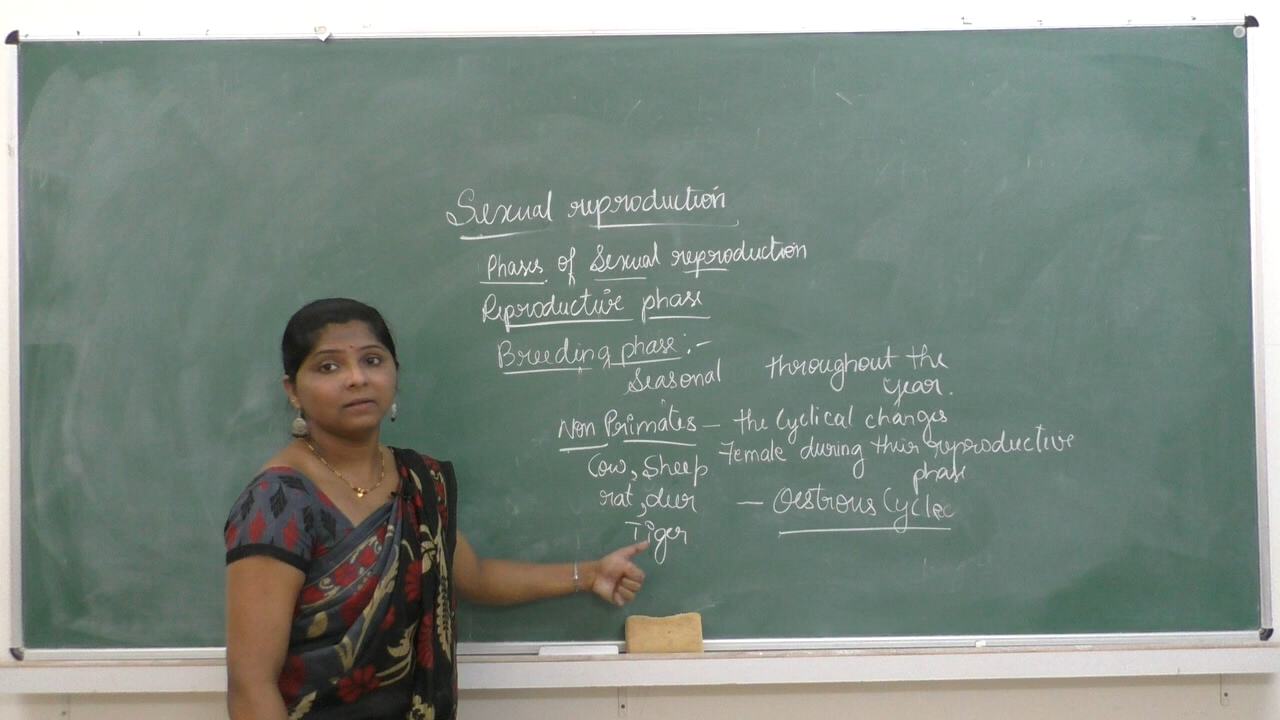 Sexual reproduction
Phases of Sexual reproduction
Reproductive phase
Breeding phase:-
Seasonal throughout the
year.
Non Primates – the Cyclical changes
Cow, Sheep Female during their reproductive
phase
rat, deer – Oestrous Cycle
Tiger